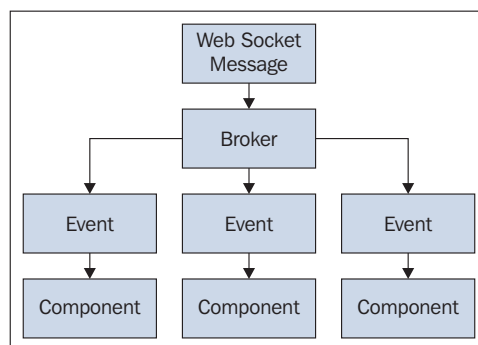 Web Socket
Message
Broker
Event
Event
Event
Component
Component
Component